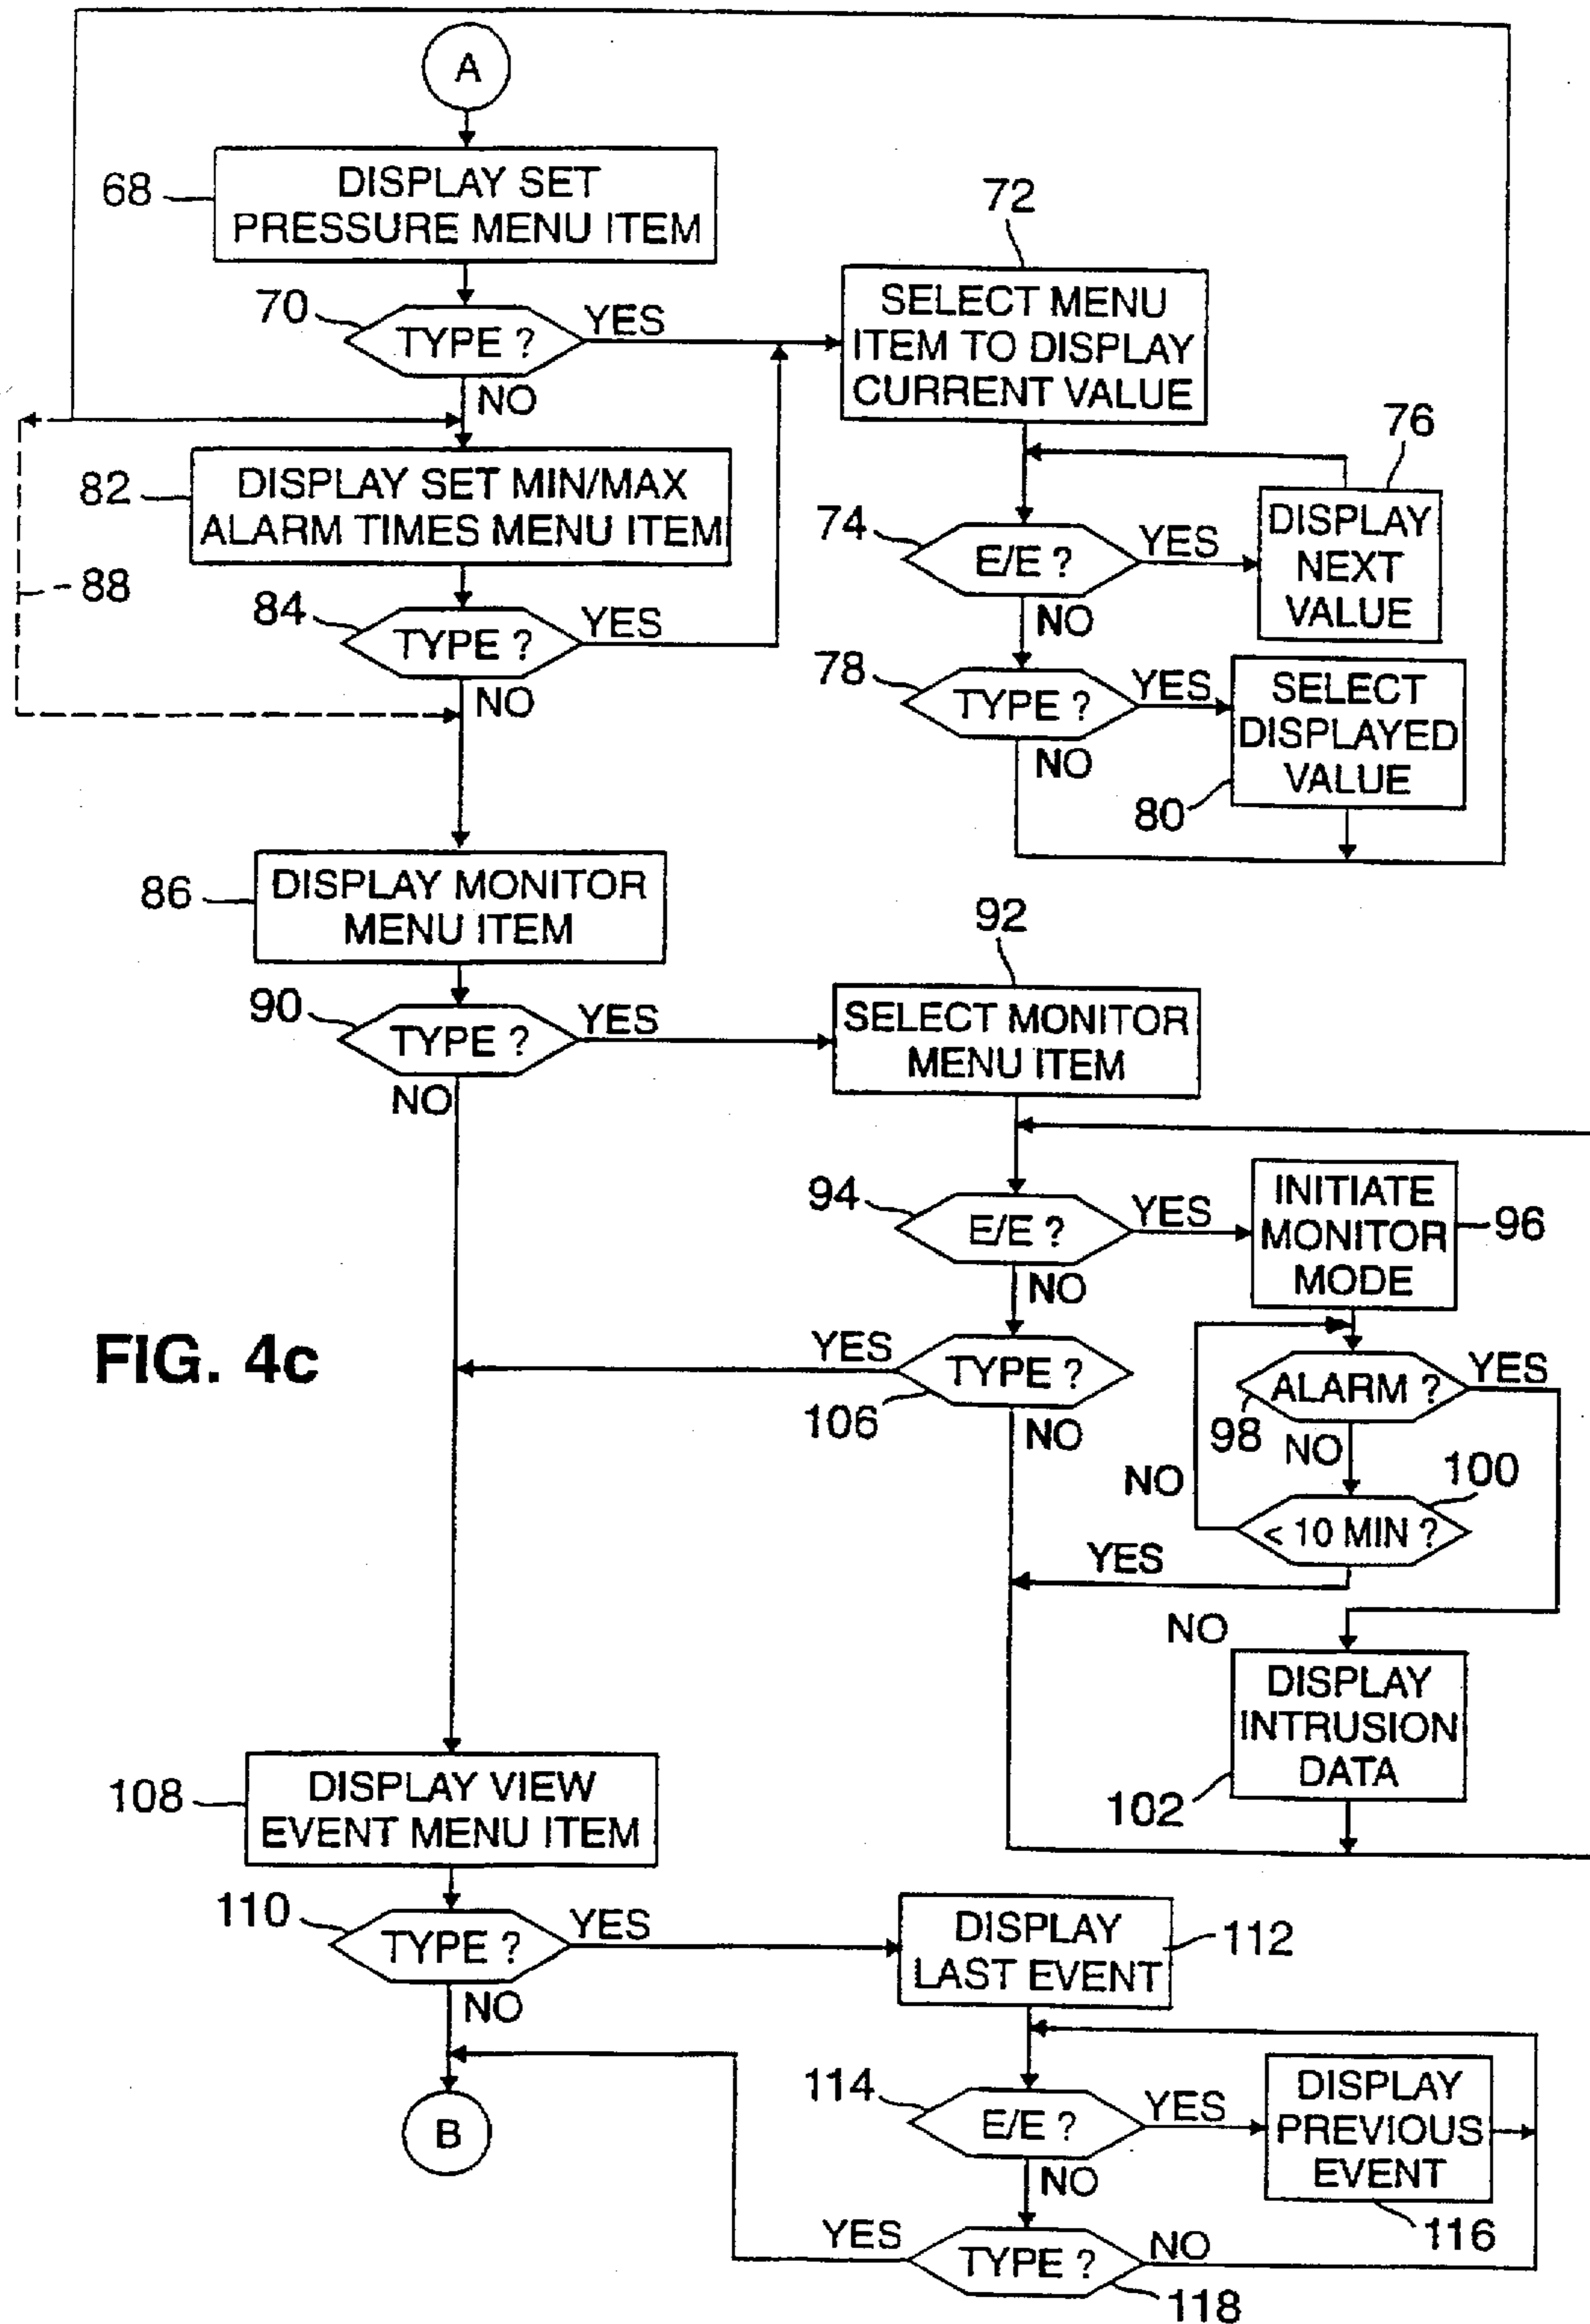 A
68
DISPLAY SET
PRESSURE MENU ITEM
70
TYPE ?
YES
NO
72
SELECT MENU
ITEM TO DISPLAY
CURRENT VALUE
82
DISPLAY SET MIN/MAX
ALARM TIMES MENU ITEM
88
84
TYPE ?
YES
NO
74
E/E ?
YES
NO
76
DISPLAY
NEXT
VALUE
78
TYPE ?
YES
NO
SELECT
DISPLAYED
VALUE
80
86
DISPLAY MONITOR
MENU ITEM
90
TYPE ?
YES
NO
92
SELECT MONITOR
MENU ITEM
94
E/E ?
YES
NO
INITIATE
MONITOR
MODE
96
FIG. 4c
YES
TYPE ?
106
NO
ALARM ?
YES
98
NO
NO
100
< 10 MIN ?
YES
NO
DISPLAY
INTRUSION
DATA
102
108
DISPLAY VIEW
EVENT MENU ITEM
110
TYPE ?
YES
NO
DISPLAY
LAST EVENT
112
B
114
E/E ?
YES
NO
DISPLAY
PREVIOUS
EVENT
116
YES
TYPE ?
NO
118